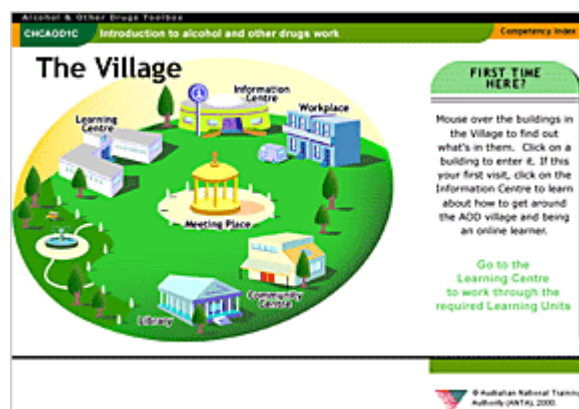 Alcohol & Other Drugs Toolbox
CHCAOD1C Introduction to alcohol and other drugs work Competency Index
The Village
Information
Centre
Workplace
Learning
Centre
Meeting Place
Community
Centre
Library
FIRST TIME
HERE?
Mouse over the buildings in
the Village to find out
what's in them. Click on a
building to enter it. If this
your first visit, click on the
Information Centre to learn
about how to get around
the AOD village and being
an online learner.
Go to the
Learning Centre
to work through the
required Learning Units
© Australian National Training
Authority (ANTA), 2000.